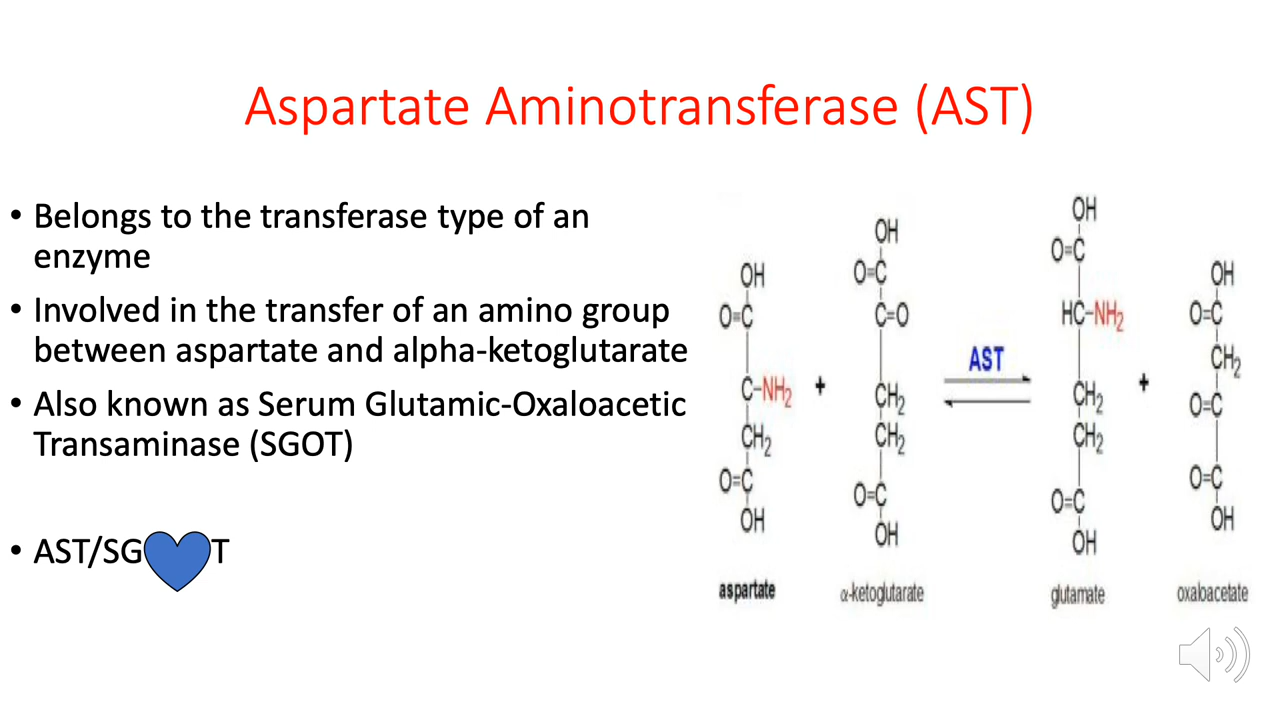 Aspartate Aminotransferase (AST)
• Belongs to the transferase type of an
enzyme
• Involved in the transfer of an amino group
between aspartate and alpha-ketoglutarate
• Also known as Serum Glutamic-Oxaloacetic
Transaminase (SGOT)
• AST/SG T
OH
O=C
C-NH2
CH2
O=C
OH
aspartate
+
OH
O=C
C=O
CH2
CH2
O=C
OH
α-ketoglutarate
AST
OH
O=C
HC-NH2
CH2
CH2
O=C
OH
glutamate
+
OH
O=C
CH2
O=C
O=C
OH
oxaloacetate